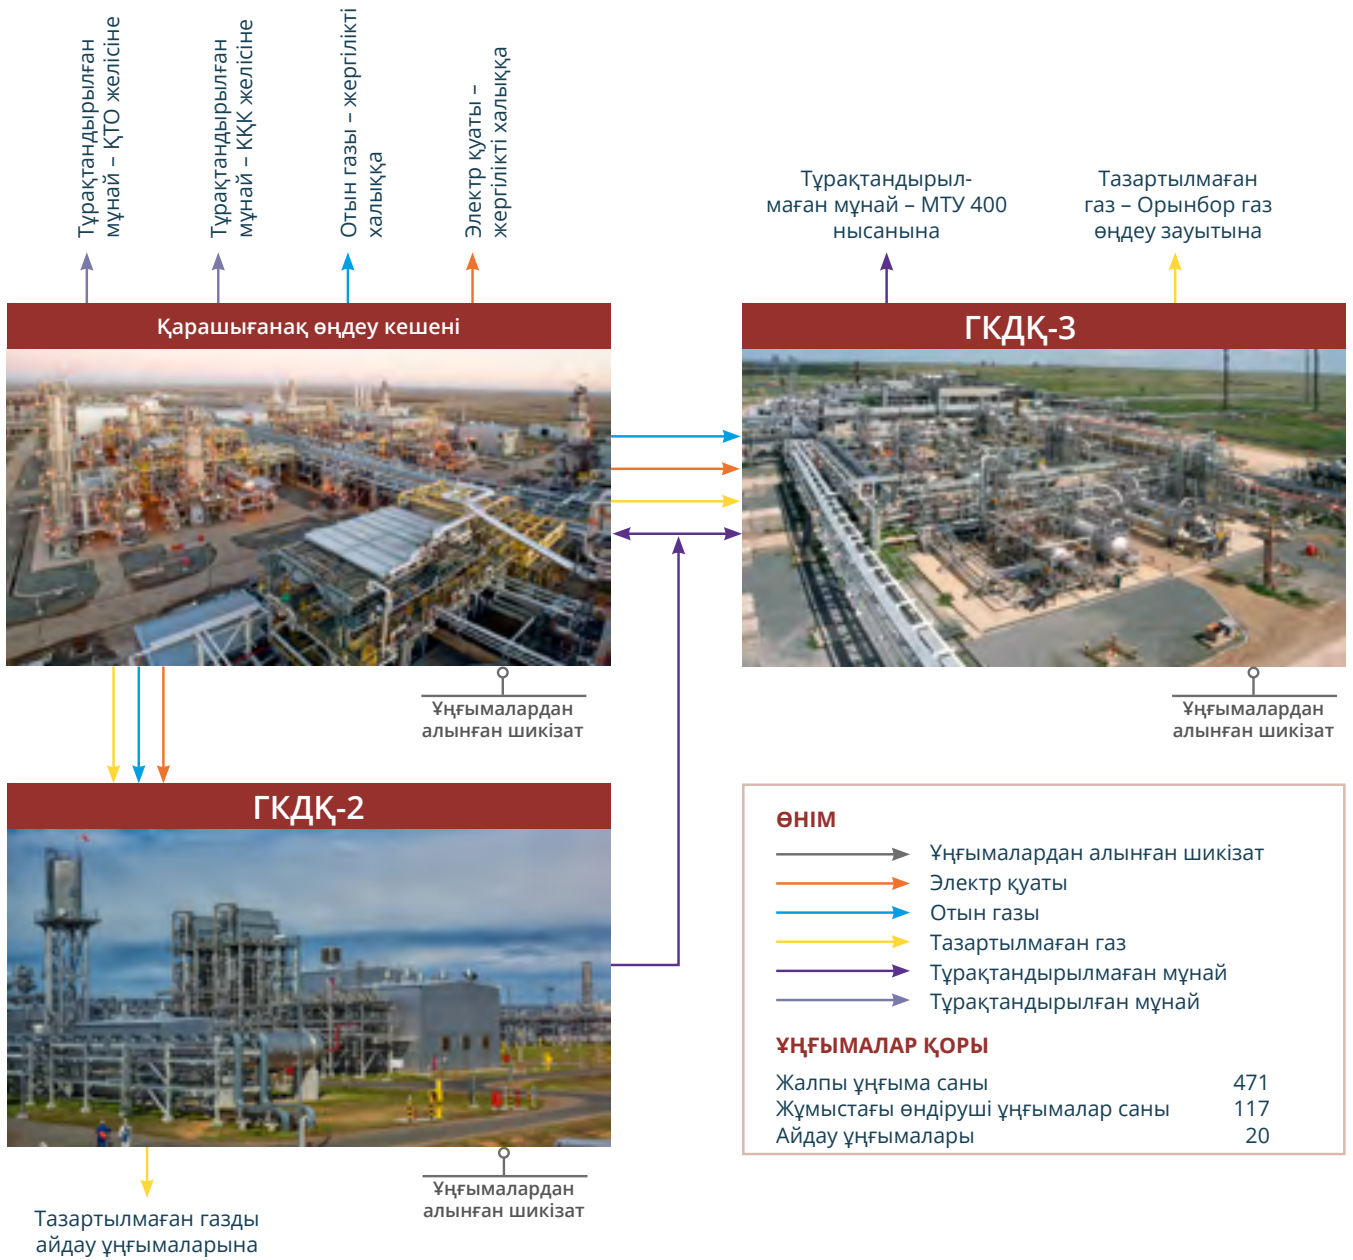 Тұрақтандырылған
мұнай – ҚТО желісіне
Тұрақтандырылған
мұнай – КҚК желісіне
Отын газы – жергілікті
халыққа
Электр қуаты –
жергілікті халыққа
Тұрақтандырыл-
маған мұнай – МТУ 400
нысанына
Тазартылмаған
газ – Орынбор газ
өңдеу зауытына
Қарашығанақ өңдеу кешені
ГКДҚ-3
Ұңғымалардан
алынған шикізат
Ұңғымалардан
алынған шикізат
ГКДҚ-2
Ұңғымалардан
алынған шикізат
Тазартылмаған газды
айдау ұңғымаларына
ӨНІМ
Ұңғымалардан алынған шикізат
Электр қуаты
Отын газы
Тазартылмаған газ
Тұрақтандырылмаған мұнай
Тұрақтандырылған мұнай
ҰҢҒЫМАЛАР ҚОРЫ
Жалпы ұңғыма саны 471
Жұмыстағы өндіруші ұңғымалар саны 117
Айдау ұңғымалары 20